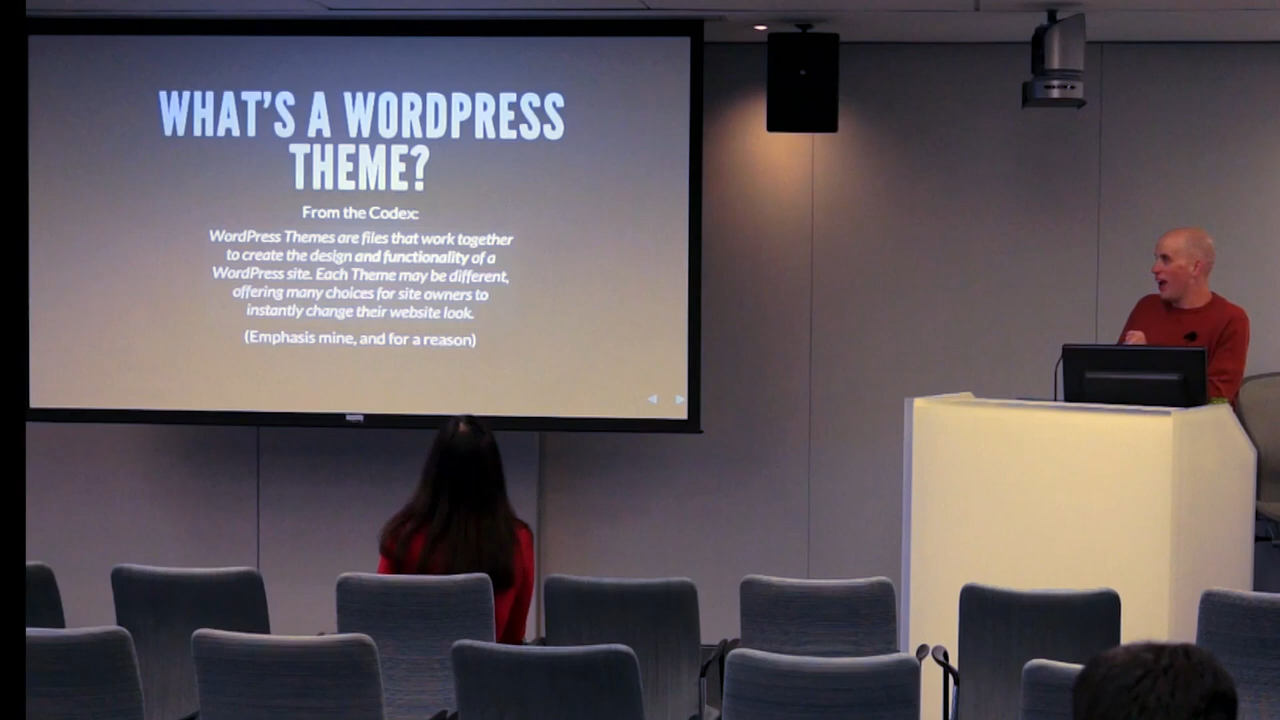 WHAT'S A WORDPRESS
THEME?
From the Codex:
WordPress Themes are files that work together
to create the design and functionality of a
WordPress site. Each Theme may be different,
offering many choices for site owners to
instantly change their website look.
(Emphasis mine, and for a reason)